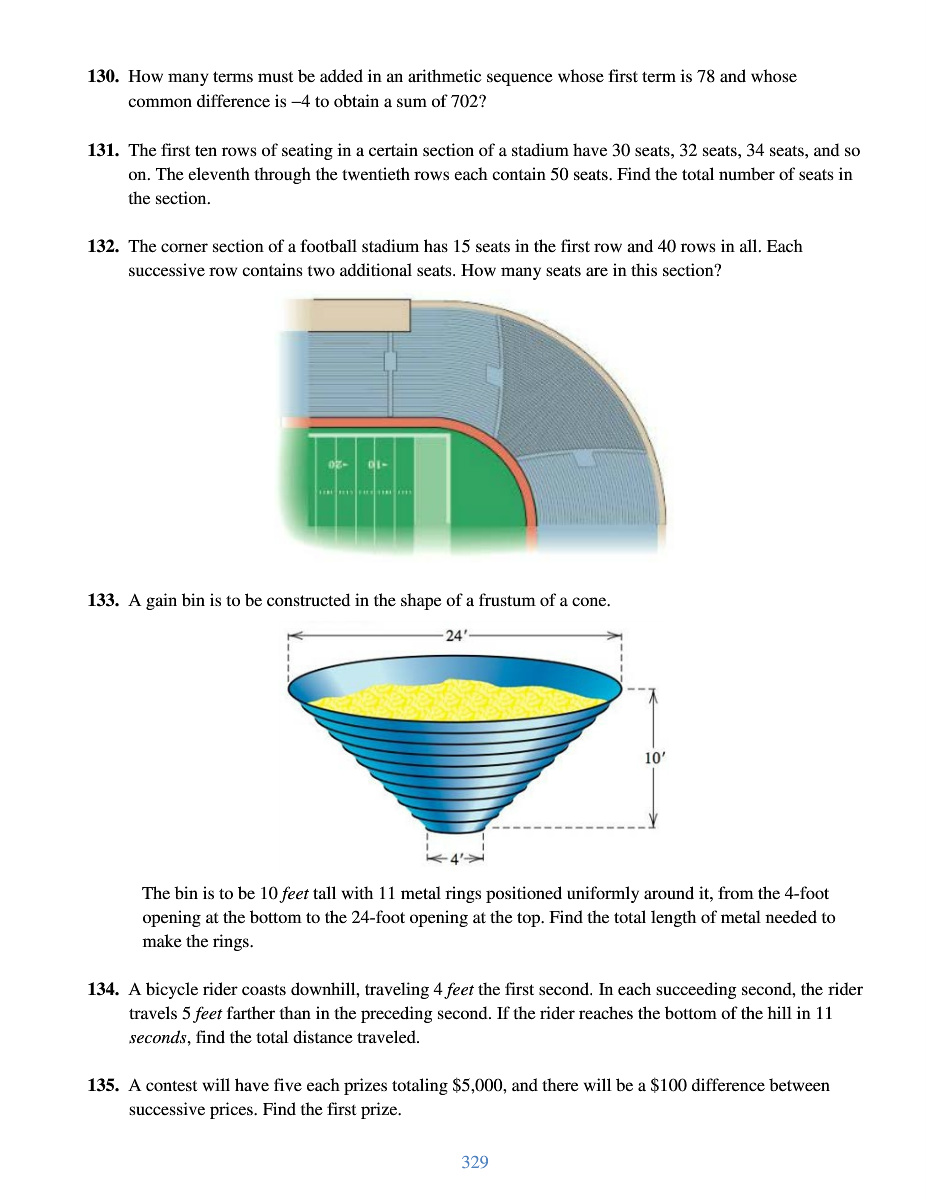 130. How many terms must be added in an arithmetic sequence whose first term is 78 and whose
common difference is –4 to obtain a sum of 702?
131. The first ten rows of seating in a certain section of a stadium have 30 seats, 32 seats, 34 seats, and so
on. The eleventh through the twentieth rows each contain 50 seats. Find the total number of seats in
the section.
132. The corner section of a football stadium has 15 seats in the first row and 40 rows in all. Each
successive row contains two additional seats. How many seats are in this section?
20- 10-
133. A gain bin is to be constructed in the shape of a frustum of a cone.
24′
10′
4′
The bin is to be 10 feet tall with 11 metal rings positioned uniformly around it, from the 4-foot
opening at the bottom to the 24-foot opening at the top. Find the total length of metal needed to
make the rings.
134. A bicycle rider coasts downhill, traveling 4 feet the first second. In each succeeding second, the rider
travels 5 feet farther than in the preceding second. If the rider reaches the bottom of the hill in 11
seconds, find the total distance traveled.
135. A contest will have five each prizes totaling $5,000, and there will be a $100 difference between
successive prices. Find the first prize.
329